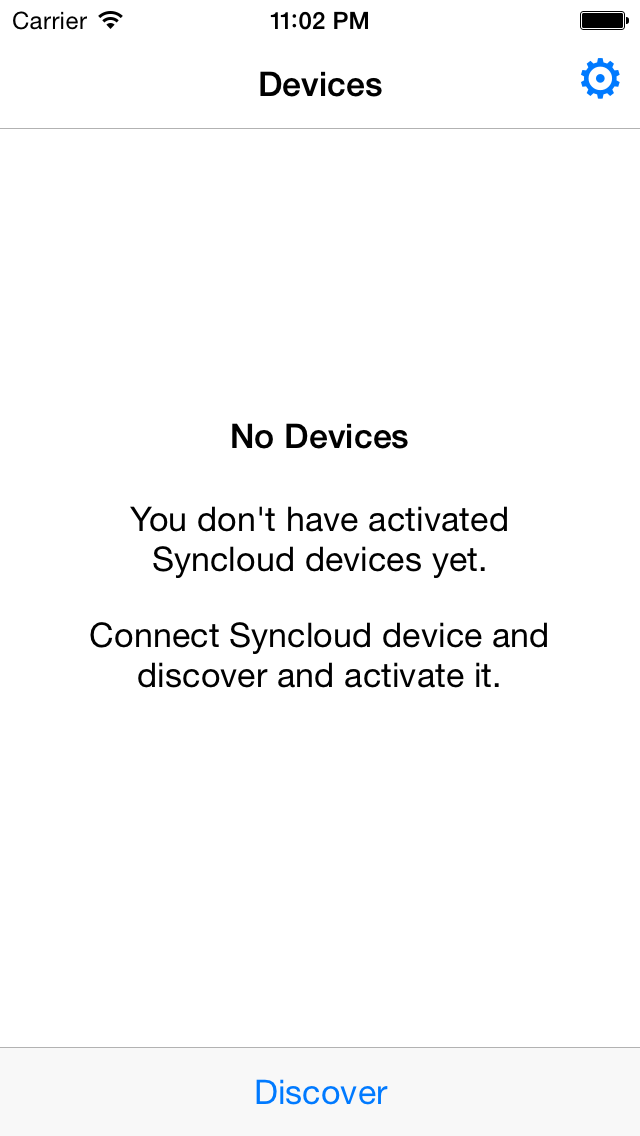 Carrier 11:02 PM
Devices
No Devices
You don't have activated
Syncloud devices yet.
Connect Syncloud device and
discover and activate it.
Discover